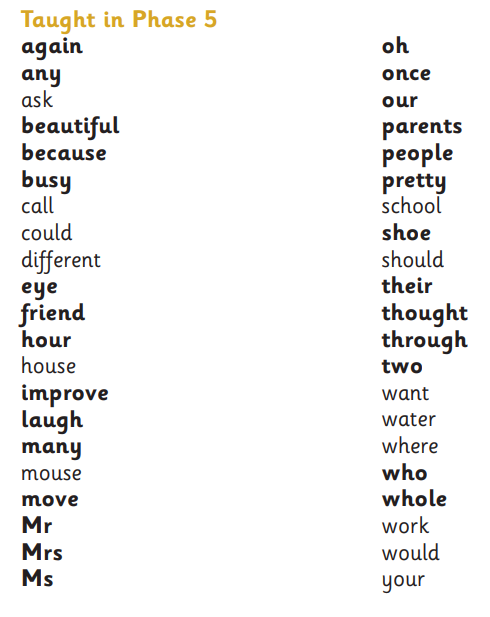 Taught in Phase 5
again
any
ask
beautiful
because
busy
call
could
different
eye
friend
hour
house
improve
laugh
many
mouse
move
Mr
Mrs
Ms
oh
once
our
parents
people
pretty
school
shoe
should
their
thought
through
two
want
water
where
who
whole
work
would
your